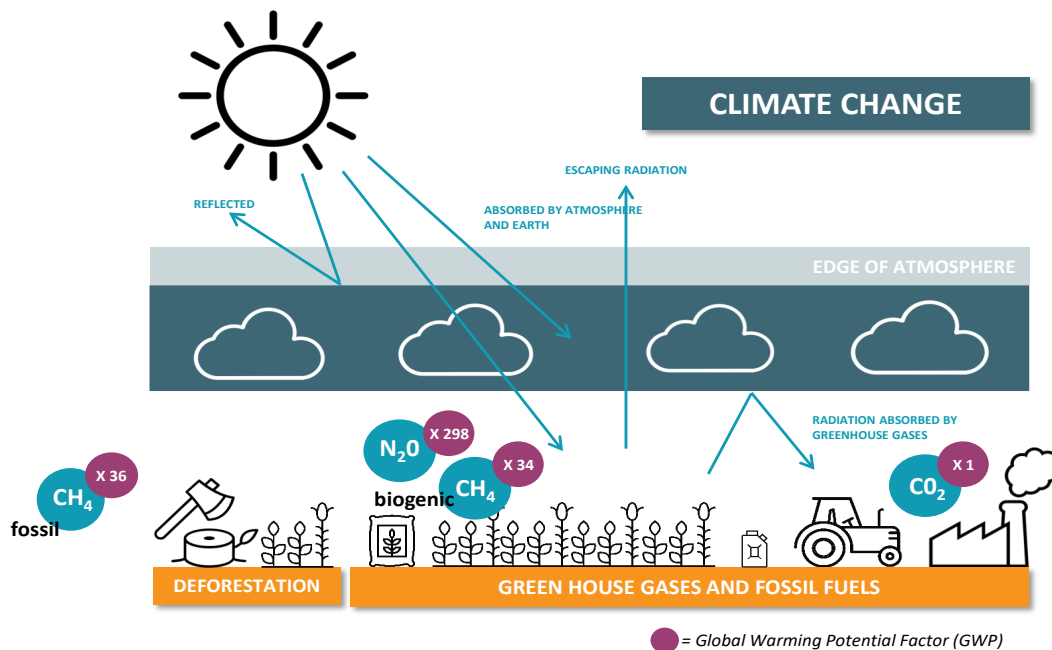 CLIMATE CHANGE
ESCAPING RADIATION
REFLECTED
ABSORBED BY ATMOSPHERE
AND EARTH
EDGE OF ATMOSPHERE
RADIATION ABSORBED BY
GREENHOUSE GASES
N₂0
X 298
X 36
CH₄
fossil
X 34
CH₄
biogenic
X 1
C0₂
DEFORESTATION
GREEN HOUSE GASES AND FOSSIL FUELS
= Global Warming Potential Factor (GWP)